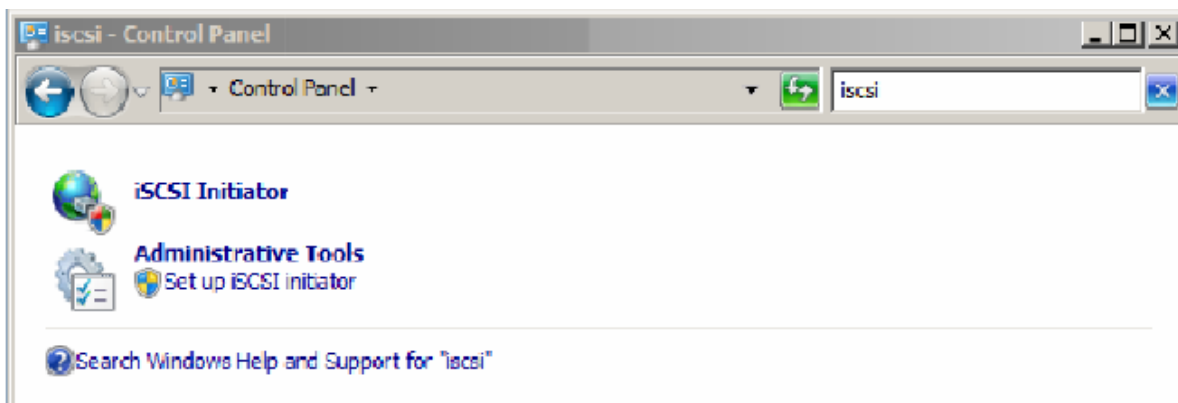 iscsi - Control Panel
Control Panel
iscsi
iSCSI Initiator
Administrative Tools
Set up iSCSI initiator
Search Windows Help and Support for "iscsi"